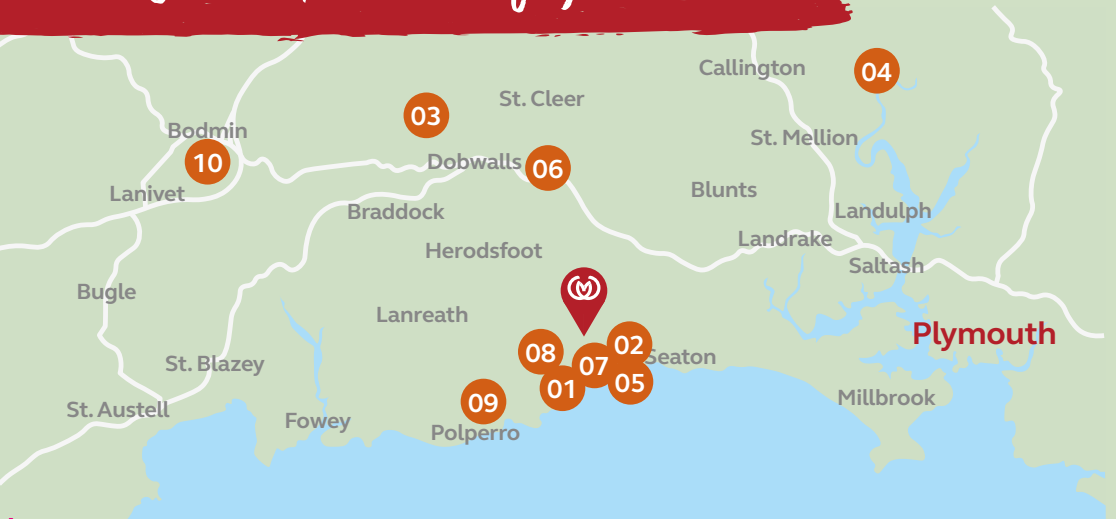 Callington
04
St. Cleer
03
Bodmin
St. Mellion
10
Dobwalls
06
Lanivet
Blunts
Braddock
Landulph
Landrake
Herodsfoot
Saltash
Bugle
Lanreath
Plymouth
02
08
Seaton
07
St. Blazey
05
01
Millbrook
09
St. Austell
Fowey
Polperro